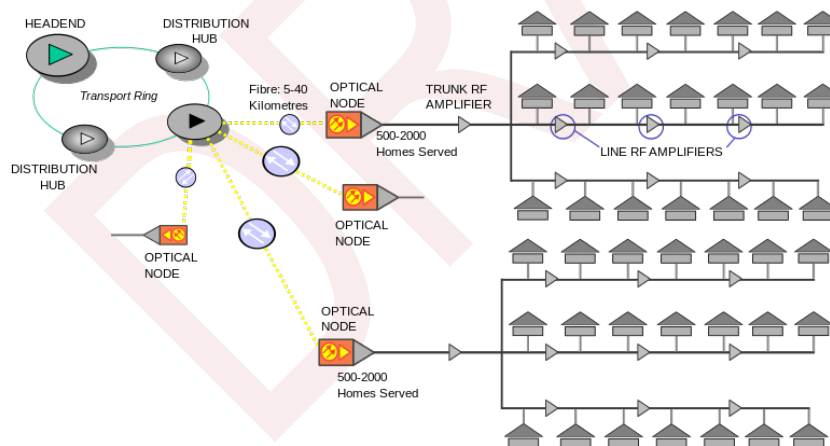 HEADEND
DISTRIBUTION
HUB
Transport Ring
Fibre: 5-40
Kilometres
OPTICAL
NODE
TRUNK RF
AMPLIFIER
500-2000
Homes Served
LINE RF AMPLIFIERS
DISTRIBUTION
HUB
OPTICAL
NODE
OPTICAL
NODE
OPTICAL
NODE
500-2000
Homes Served